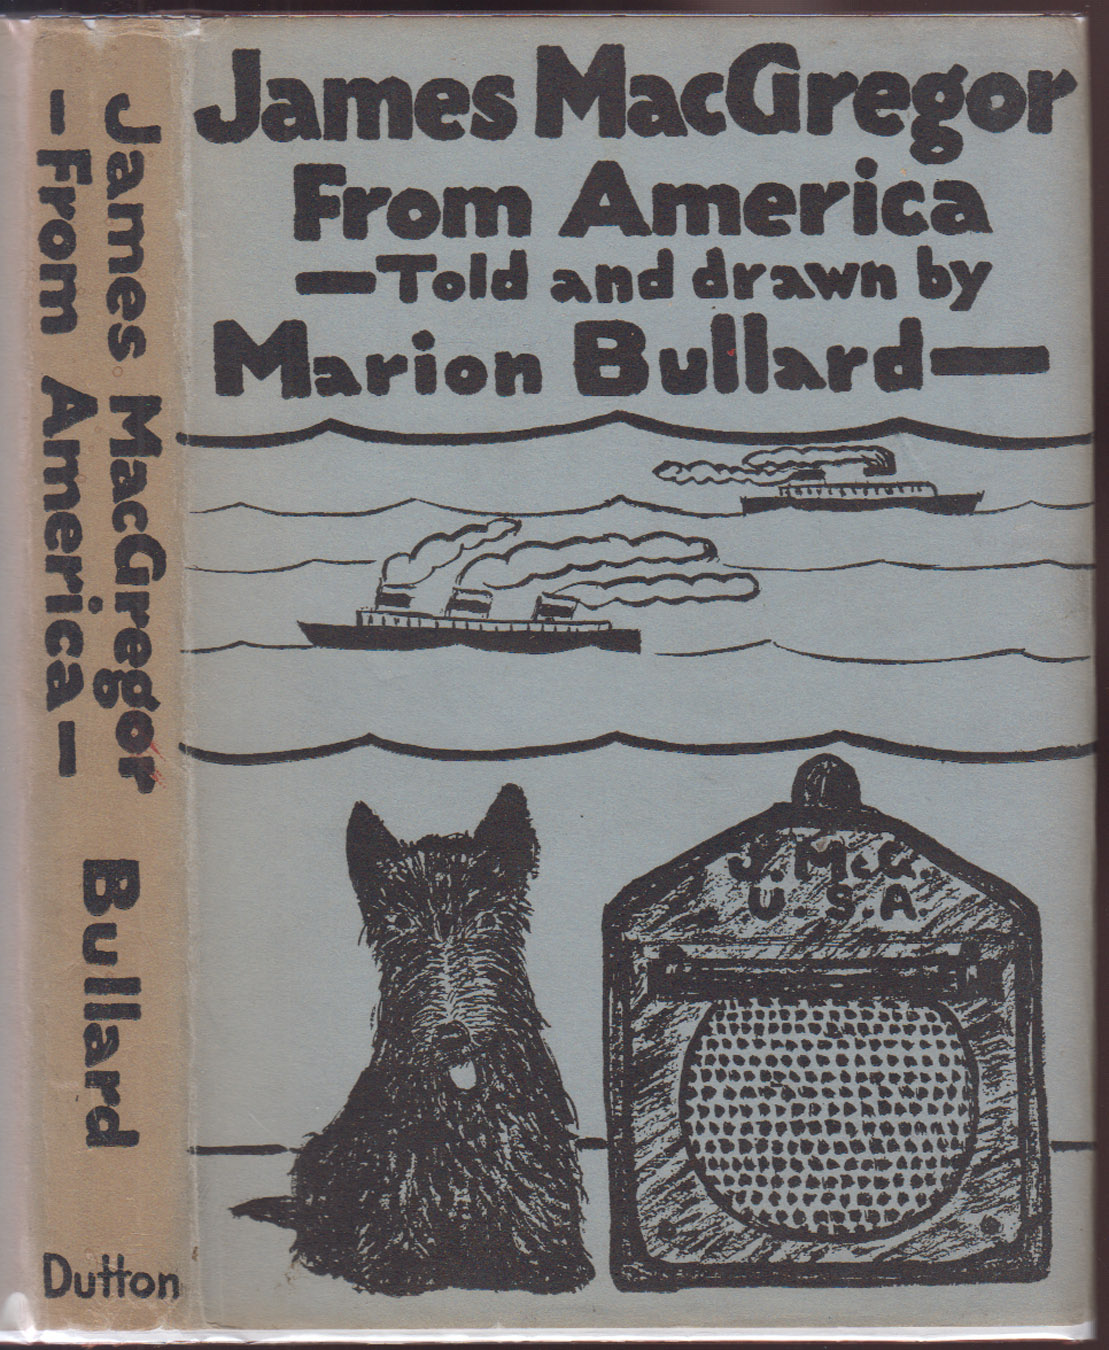 James MacGregor
From America
—Told and drawn by
Marion Bullard—
J. McG.
U.S.A.
James MacGregor
—From America—
Bullard
Dutton